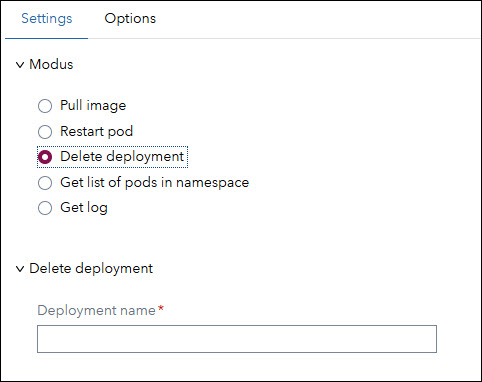 Settings Options
Modus
Pull image
Restart pod
Delete deployment
Get list of pods in namespace
Get log
Delete deployment
Deployment name*